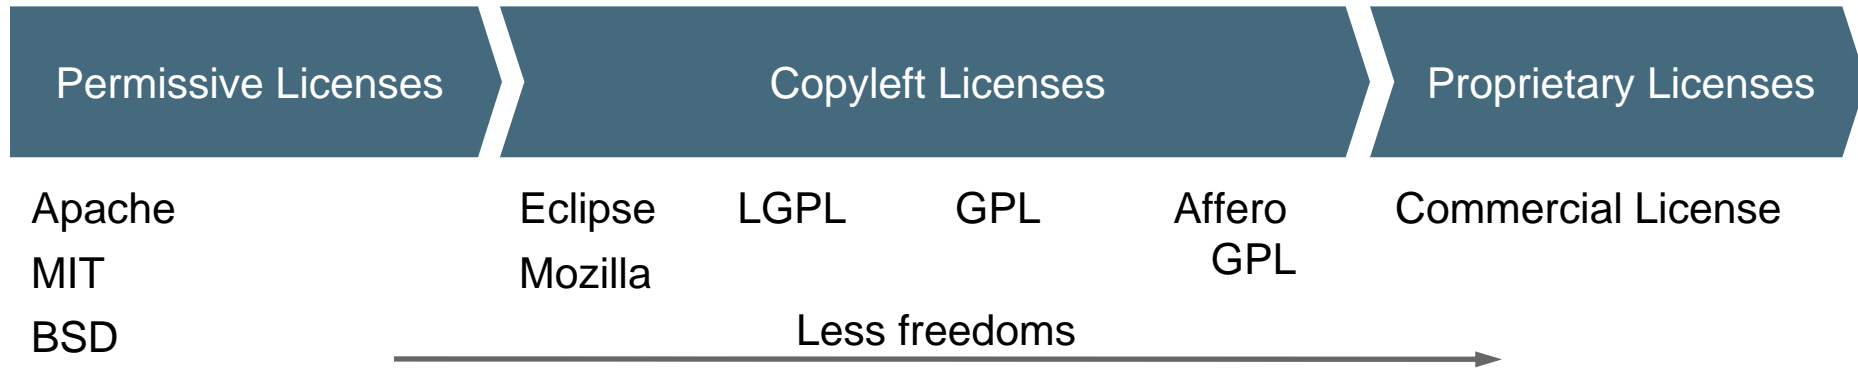 Permissive Licenses
Copyleft Licenses
Proprietary Licenses
Apache
MIT
BSD
Eclipse
Mozilla
LGPL
GPL
Affero
GPL
Commercial License
Less freedoms